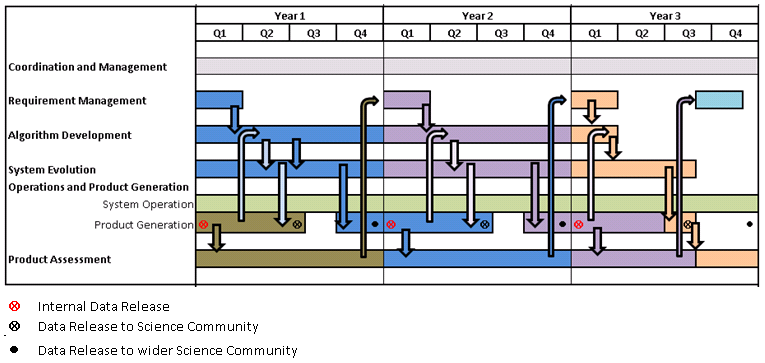 Year 1 Year 2 Year 3
Q1 Q2 Q3 Q4 Q1 Q2 Q3 Q4 Q1 Q2 Q3 Q4
Coordination and Management
Requirement Management
Algorithm Development
System Evolution
Operations and Product Generation
System Operation
Product Generation
Product Assessment
Internal Data Release
Data Release to Science Community
Data Release to wider Science Community